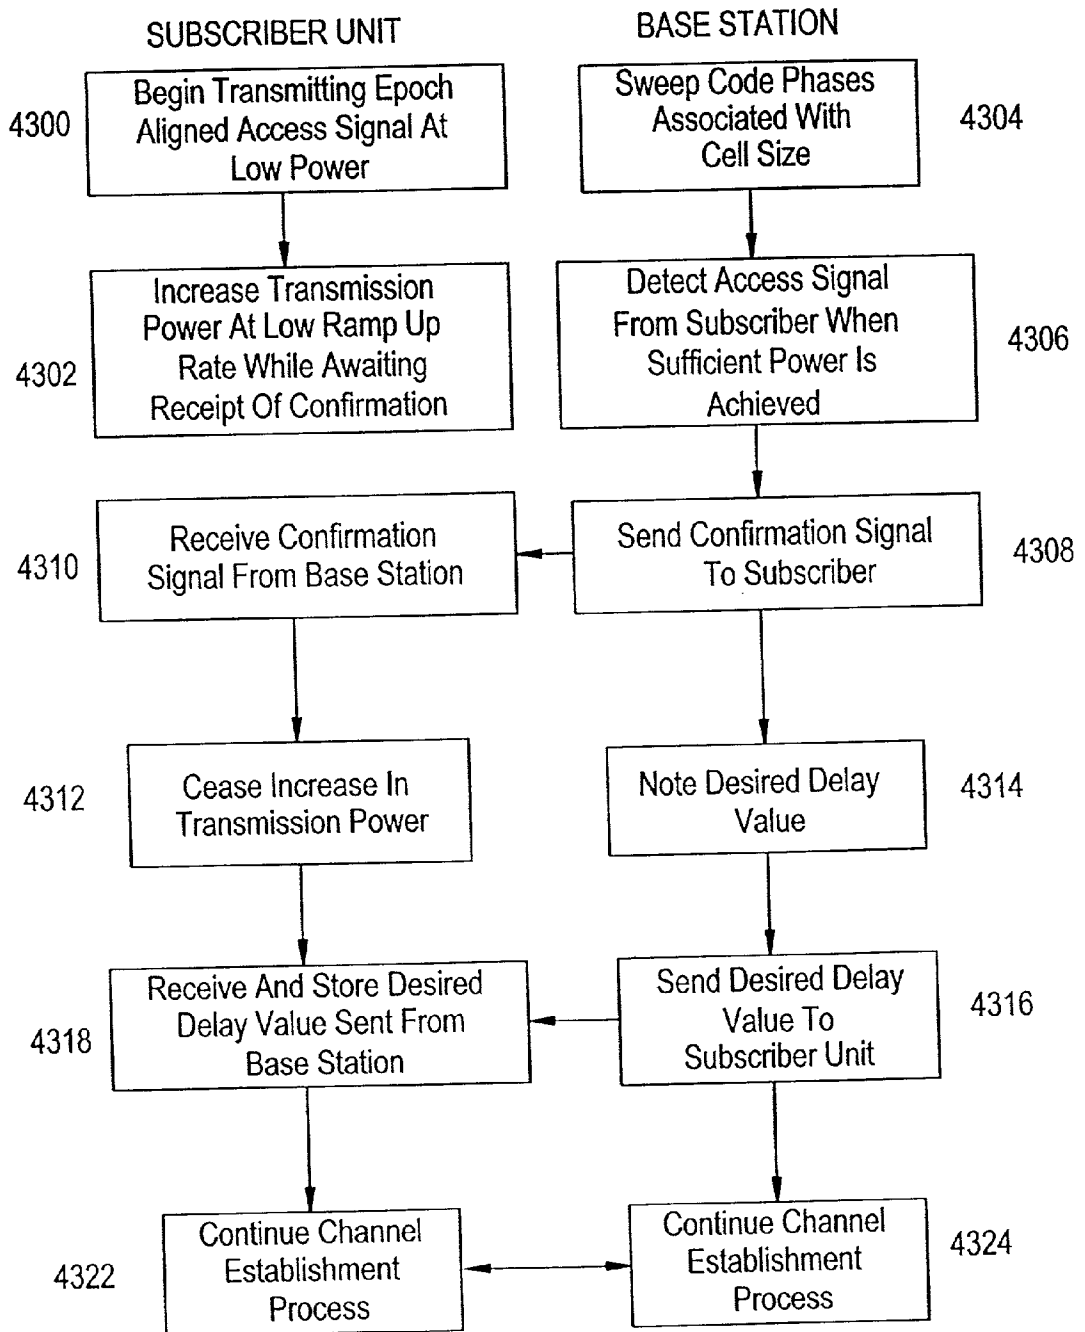 SUBSCRIBER UNIT
BASE STATION
4300
Begin Transmitting Epoch
Aligned Access Signal At
Low Power
Sweep Code Phases
Associated With
Cell Size
4304
4302
Increase Transmission
Power At Low Ramp Up
Rate While Awaiting
Receipt Of Confirmation
Detect Access Signal
From Subscriber When
Sufficient Power Is
Achieved
4306
4310
Receive Confirmation
Signal From Base Station
Send Confirmation Signal
To Subscriber
4308
4312
Cease Increase In
Transmission Power
Note Desired Delay
Value
4314
4318
Receive And Store Desired
Delay Value Sent From
Base Station
Send Desired Delay
Value To
Subscriber Unit
4316
4322
Continue Channel
Establishment
Process
Continue Channel
Establishment
Process
4324